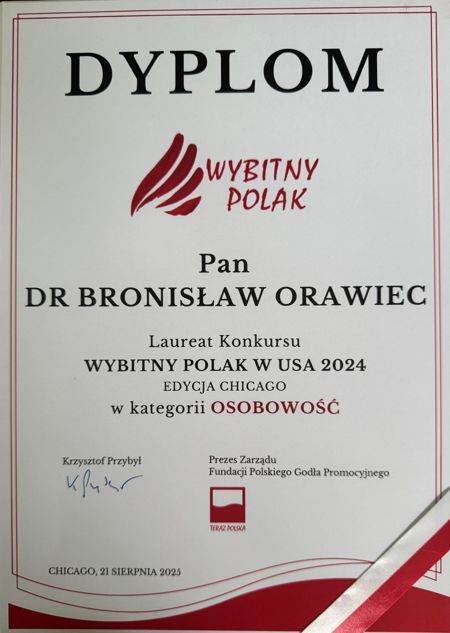 DYPLOM
WYBITNY
POLAK
Pan
DR BRONISŁAW ORAWIEC
Laureat Konkursu
WYBITNY POLAK W USA 2024
EDYCJA CHICAGO
w kategorii OSOBOWOŚĆ
Krzysztof Przybył
Prezes Zarządu
Fundacji Polskiego Godła Promocyjnego
TERAZ POLSKA
CHICAGO, 21 SIERPNIA 2025